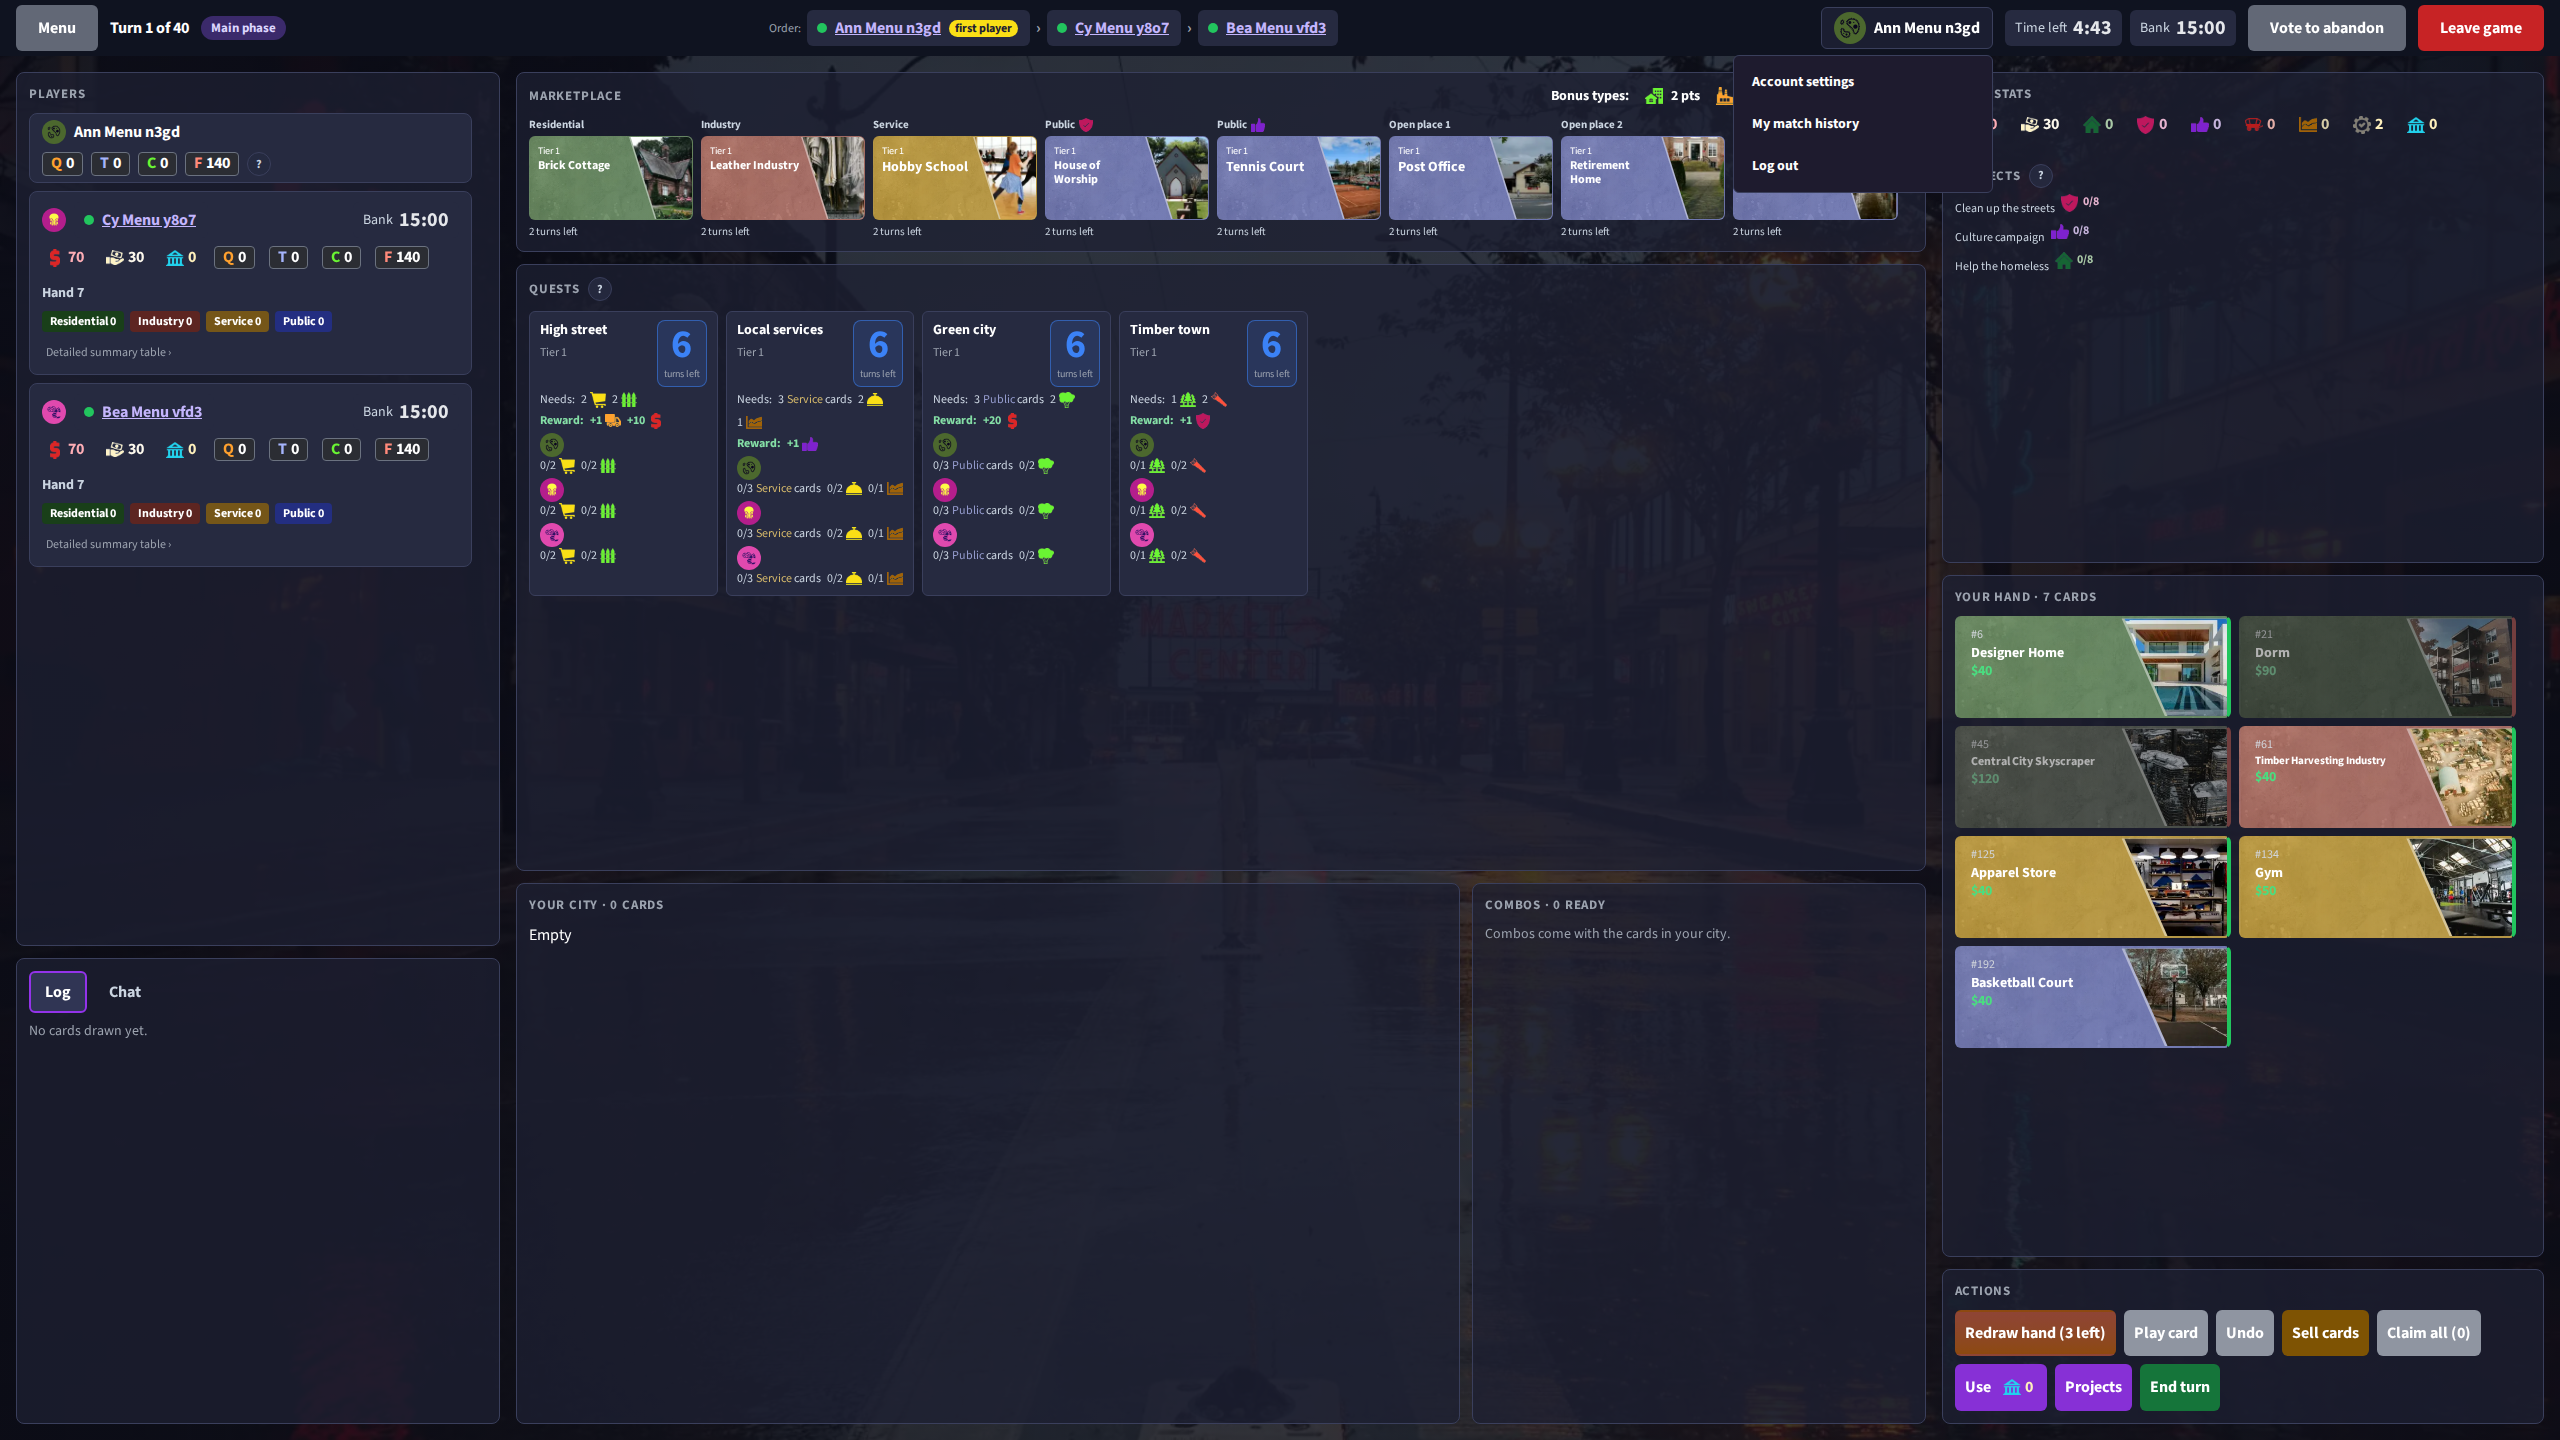 Menu
Turn 1 of 40
Main phase
Order:
Ann Menu n3gd
first player
›
Cy Menu y8o7
›
Bea Menu vfd3
Ann Menu n3gd
Time left 4:43
Bank 15:00
Vote to abandon
Leave game
Account settings
My match history
Log out
PLAYERS
Ann Menu n3gd
Q 0
T 0
C 0
F 140
?
Cy Menu y8o7
Bank 15:00
70
30
0
Q 0
T 0
C 0
F 140
Hand 7
Residential 0
Industry 0
Service 0
Public 0
Detailed summary table ›
Bea Menu vfd3
Bank 15:00
70
30
0
Q 0
T 0
C 0
F 140
Hand 7
Residential 0
Industry 0
Service 0
Public 0
Detailed summary table ›
Log
Chat
No cards drawn yet.
MARKETPLACE
Bonus types:
2 pts
Residential
Tier 1
Brick Cottage
2 turns left
Industry
Tier 1
Leather Industry
2 turns left
Service
Tier 1
Hobby School
2 turns left
Public
Tier 1
House of
Worship
2 turns left
Public
Tier 1
Tennis Court
2 turns left
Open place 1
Tier 1
Post Office
2 turns left
Open place 2
Tier 1
Retirement
Home
2 turns left
2 turns left
QUESTS
?
High street
Tier 1
6
turns left
Needs: 2 2
Reward: +1 +10 $
0/2 0/2
0/2 0/2
0/2 0/2
Local services
Tier 1
6
turns left
Needs: 3 Service cards 2
1
Reward: +1
0/3 Service cards 0/2 0/1
0/3 Service cards 0/2 0/1
0/3 Service cards 0/2 0/1
Green city
Tier 1
6
turns left
Needs: 3 Public cards 2
Reward: +20 $
0/3 Public cards 0/2
0/3 Public cards 0/2
0/3 Public cards 0/2
Timber town
Tier 1
6
turns left
Needs: 1 2
Reward: +1
0/1 0/2
0/1 0/2
0/1 0/2
YOUR CITY · 0 CARDS
Empty
COMBOS · 0 READY
Combos come with the cards in your city.
STATS
30
0
0
0
0
0
2
0
ECTS
?
Clean up the streets 0/8
Culture campaign 0/8
Help the homeless 0/8
YOUR HAND · 7 CARDS
#6
Designer Home
$40
#21
Dorm
$90
#45
Central City Skyscraper
$120
#61
Timber Harvesting Industry
$40
#125
Apparel Store
$40
#134
Gym
$50
#192
Basketball Court
$40
ACTIONS
Redraw hand (3 left)
Play card
Undo
Sell cards
Claim all (0)
Use 0
Projects
End turn